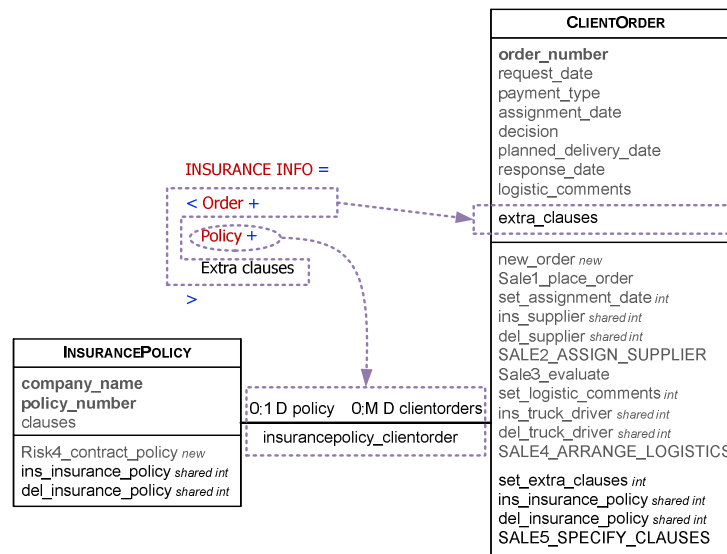 CLIENTORDER
order_number
request_date
payment_type
assignment_date
decision
planned_delivery_date
response_date
logistic_comments
extra_clauses
new_order new
Sale1_place_order
set_assignment_date int
ins_supplier shared int
del_supplier shared int
SALE2_ASSIGN_SUPPLIER
Sale3_evaluate
set_logistic_comments int
ins_truck_driver shared int
del_truck_driver shared int
SALE4_ARRANGE_LOGISTICS
set_extra_clauses int
ins_insurance_policy shared int
del_insurance_policy shared int
SALE5_SPECIFY_CLAUSES
INSURANCE INFO =
< Order +
Policy +
Extra clauses
>
INSURANCEPOLICY
company_name
policy_number
clauses
Risk4_contract_policy new
ins_insurance_policy shared int
del_insurance_policy shared int
0:1 D policy 0:M D clientorders
insurancepolicy_clientorder